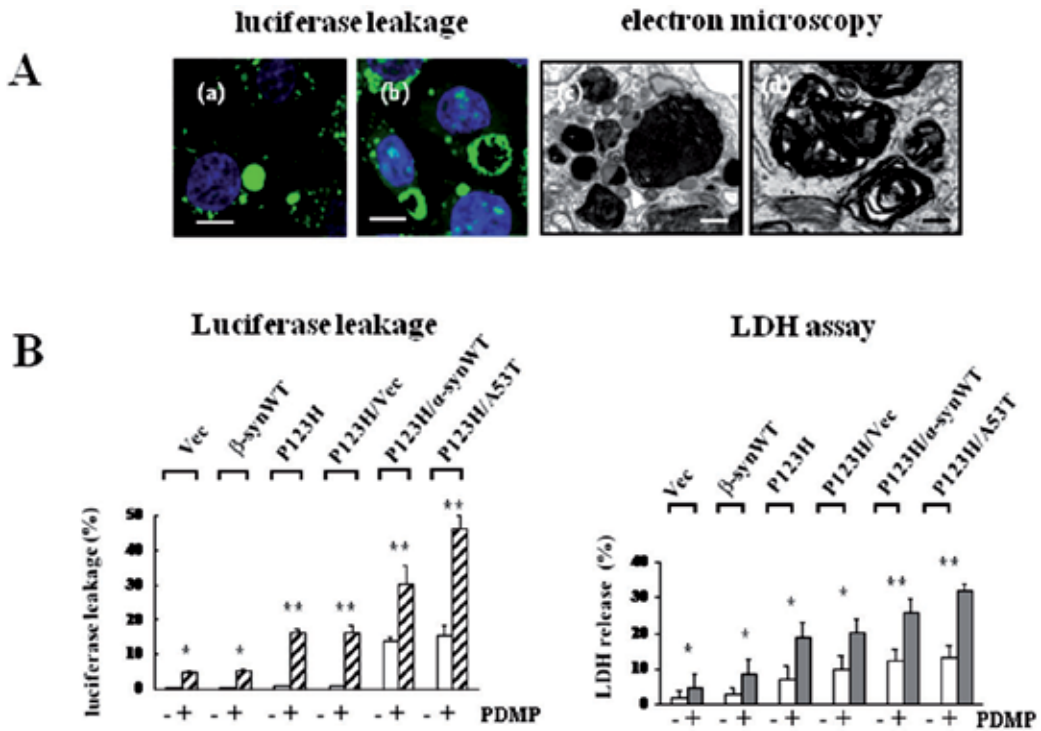 luciferase leakage electron microscopy
A
(a) (b) (c) (d)
B
Luciferase leakage
Vec
β-synWT
P123H
P123H/Vec
P123H/α-synWT
P123H/A53T
luciferase leakage (%)
50
40
30
20
10
0
* * ** ** ** **
- + - + - + - + - + - + PDMP
LDH assay
Vec
β-synWT
P123H
P123H/Vec
P123H/α-synWT
P123H/A53T
LDH release (%)
40
30
20
10
0
* * * * ** **
- + - + - + - + - + - + PDMP